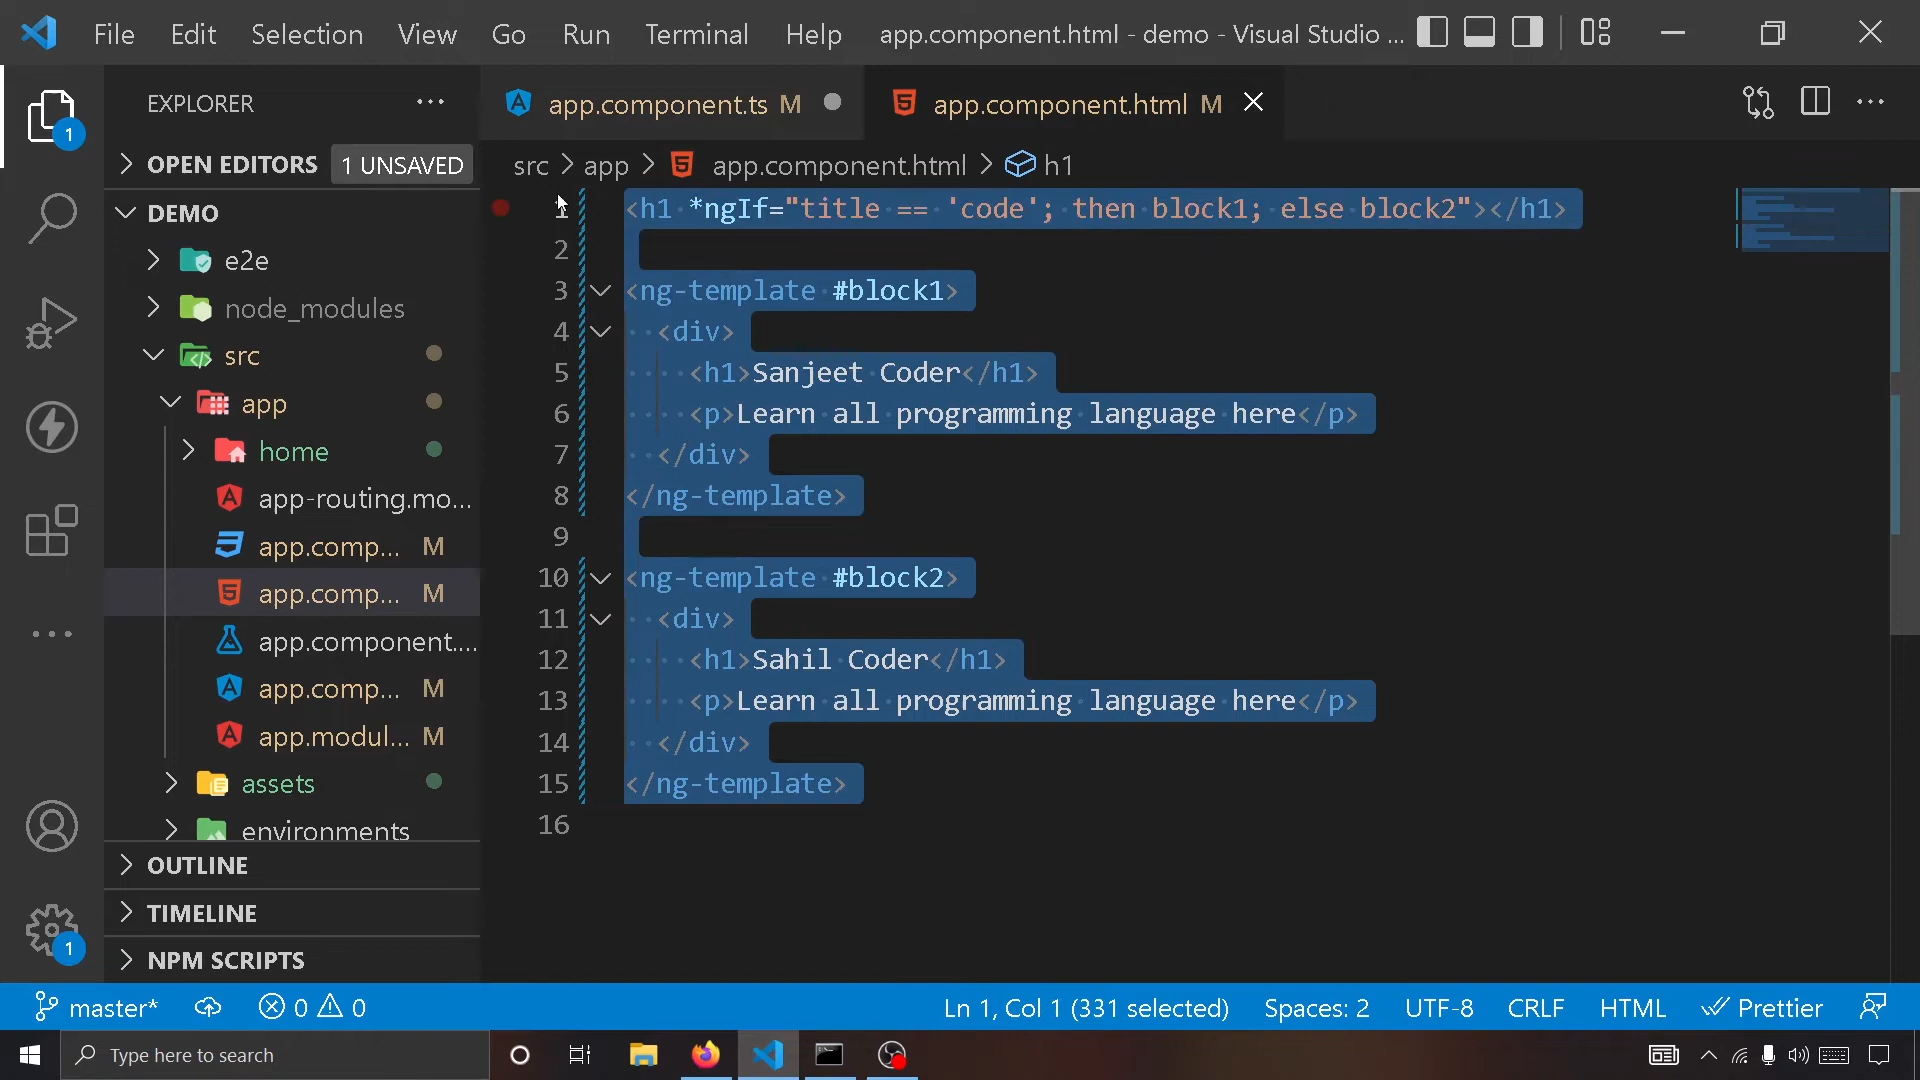 File Edit Selection View Go Run Terminal Help app.component.html - demo - Visual Studio ...
EXPLORER
app.component.ts M
app.component.html M
OPEN EDITORS 1 UNSAVED
src > app > app.component.html > h1
DEMO
e2e
node_modules
src
app
home
app-routing.mo...
app.comp... M
app.comp... M
app.component....
app.comp... M
app.modul... M
assets
environments
OUTLINE
TIMELINE
NPM SCRIPTS
1
1 <h1 *ngIf="title == 'code'; then block1; else block2"></h1>
2
3 <ng-template #block1>
4 <div>
5 <h1>Sanjeet Coder</h1>
6 <p>Learn all programming language here</p>
7 </div>
8 </ng-template>
9
10 <ng-template #block2>
11 <div>
12 <h1>Sahil Coder</h1>
13 <p>Learn all programming language here</p>
14 </div>
15 </ng-template>
16
1
master* 0 0 Ln 1, Col 1 (331 selected) Spaces: 2 UTF-8 CRLF HTML Prettier
Type here to search